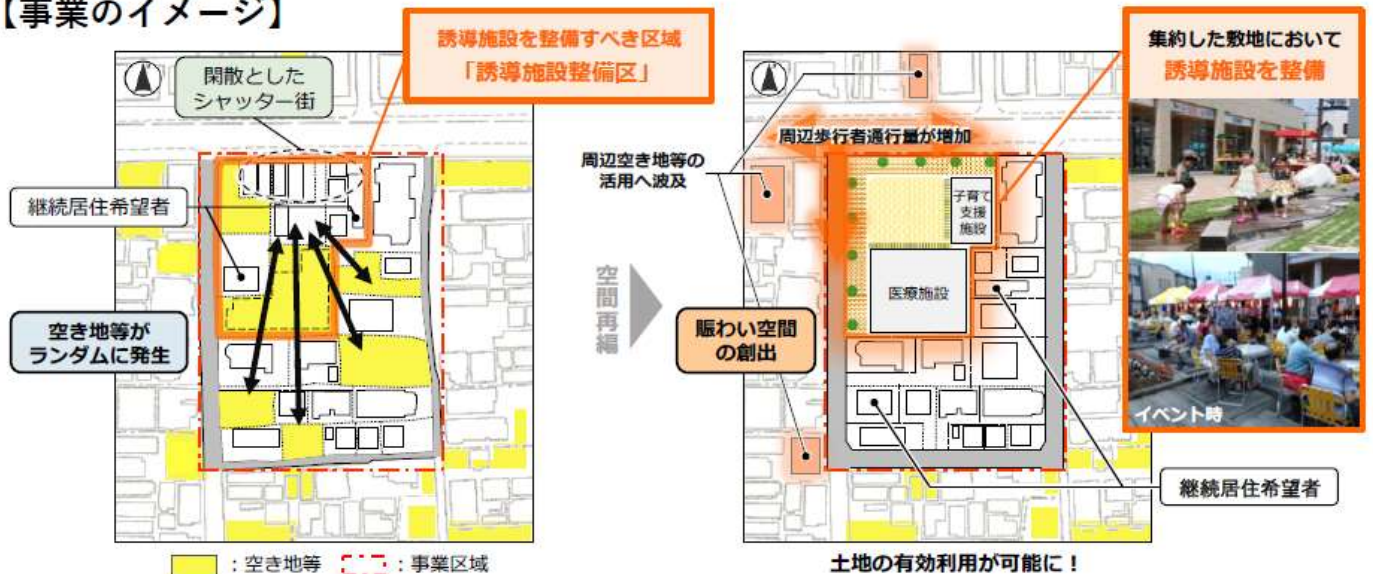 【事業のイメージ】
誘導施設を整備すべき区域
「誘導施設整備区」
閑散とした
シャッター街
継続居住希望者
空き地等が
ランダムに発生
：空き地等
：事業区域
空間再編
集約した敷地において
誘導施設を整備
周辺歩行者通行量が増加
周辺空き地等の
活用へ波及
子育て
支援
施設
医療施設
賑わい空間
の創出
イベント時
継続居住希望者
土地の有効利用が可能に！